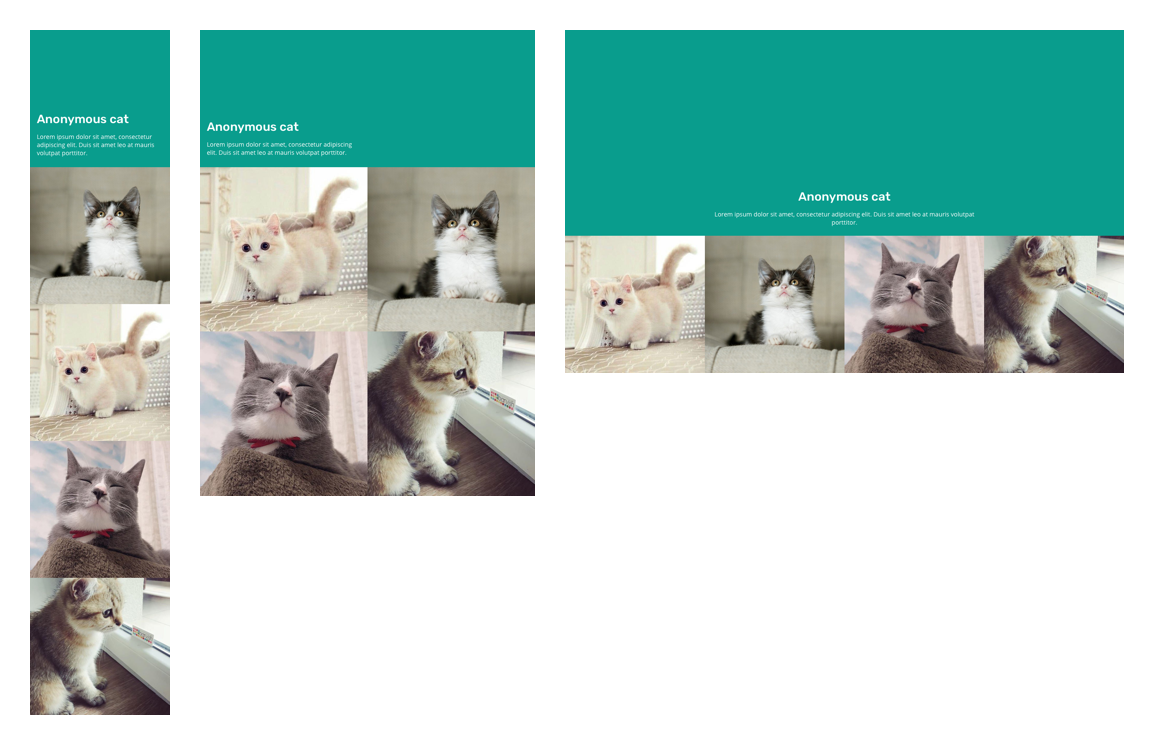 Anonymous cat
Lorem ipsum dolor sit amet, consectetur
adipiscing elit. Duis sit amet leo at mauris
volutpat porttitor.
Anonymous cat
Lorem ipsum dolor sit amet, consectetur adipiscing
elit. Duis sit amet leo at mauris volutpat porttitor.
Anonymous cat
Lorem ipsum dolor sit amet, consectetur adipiscing elit. Duis sit amet leo at mauris volutpat
porttitor.